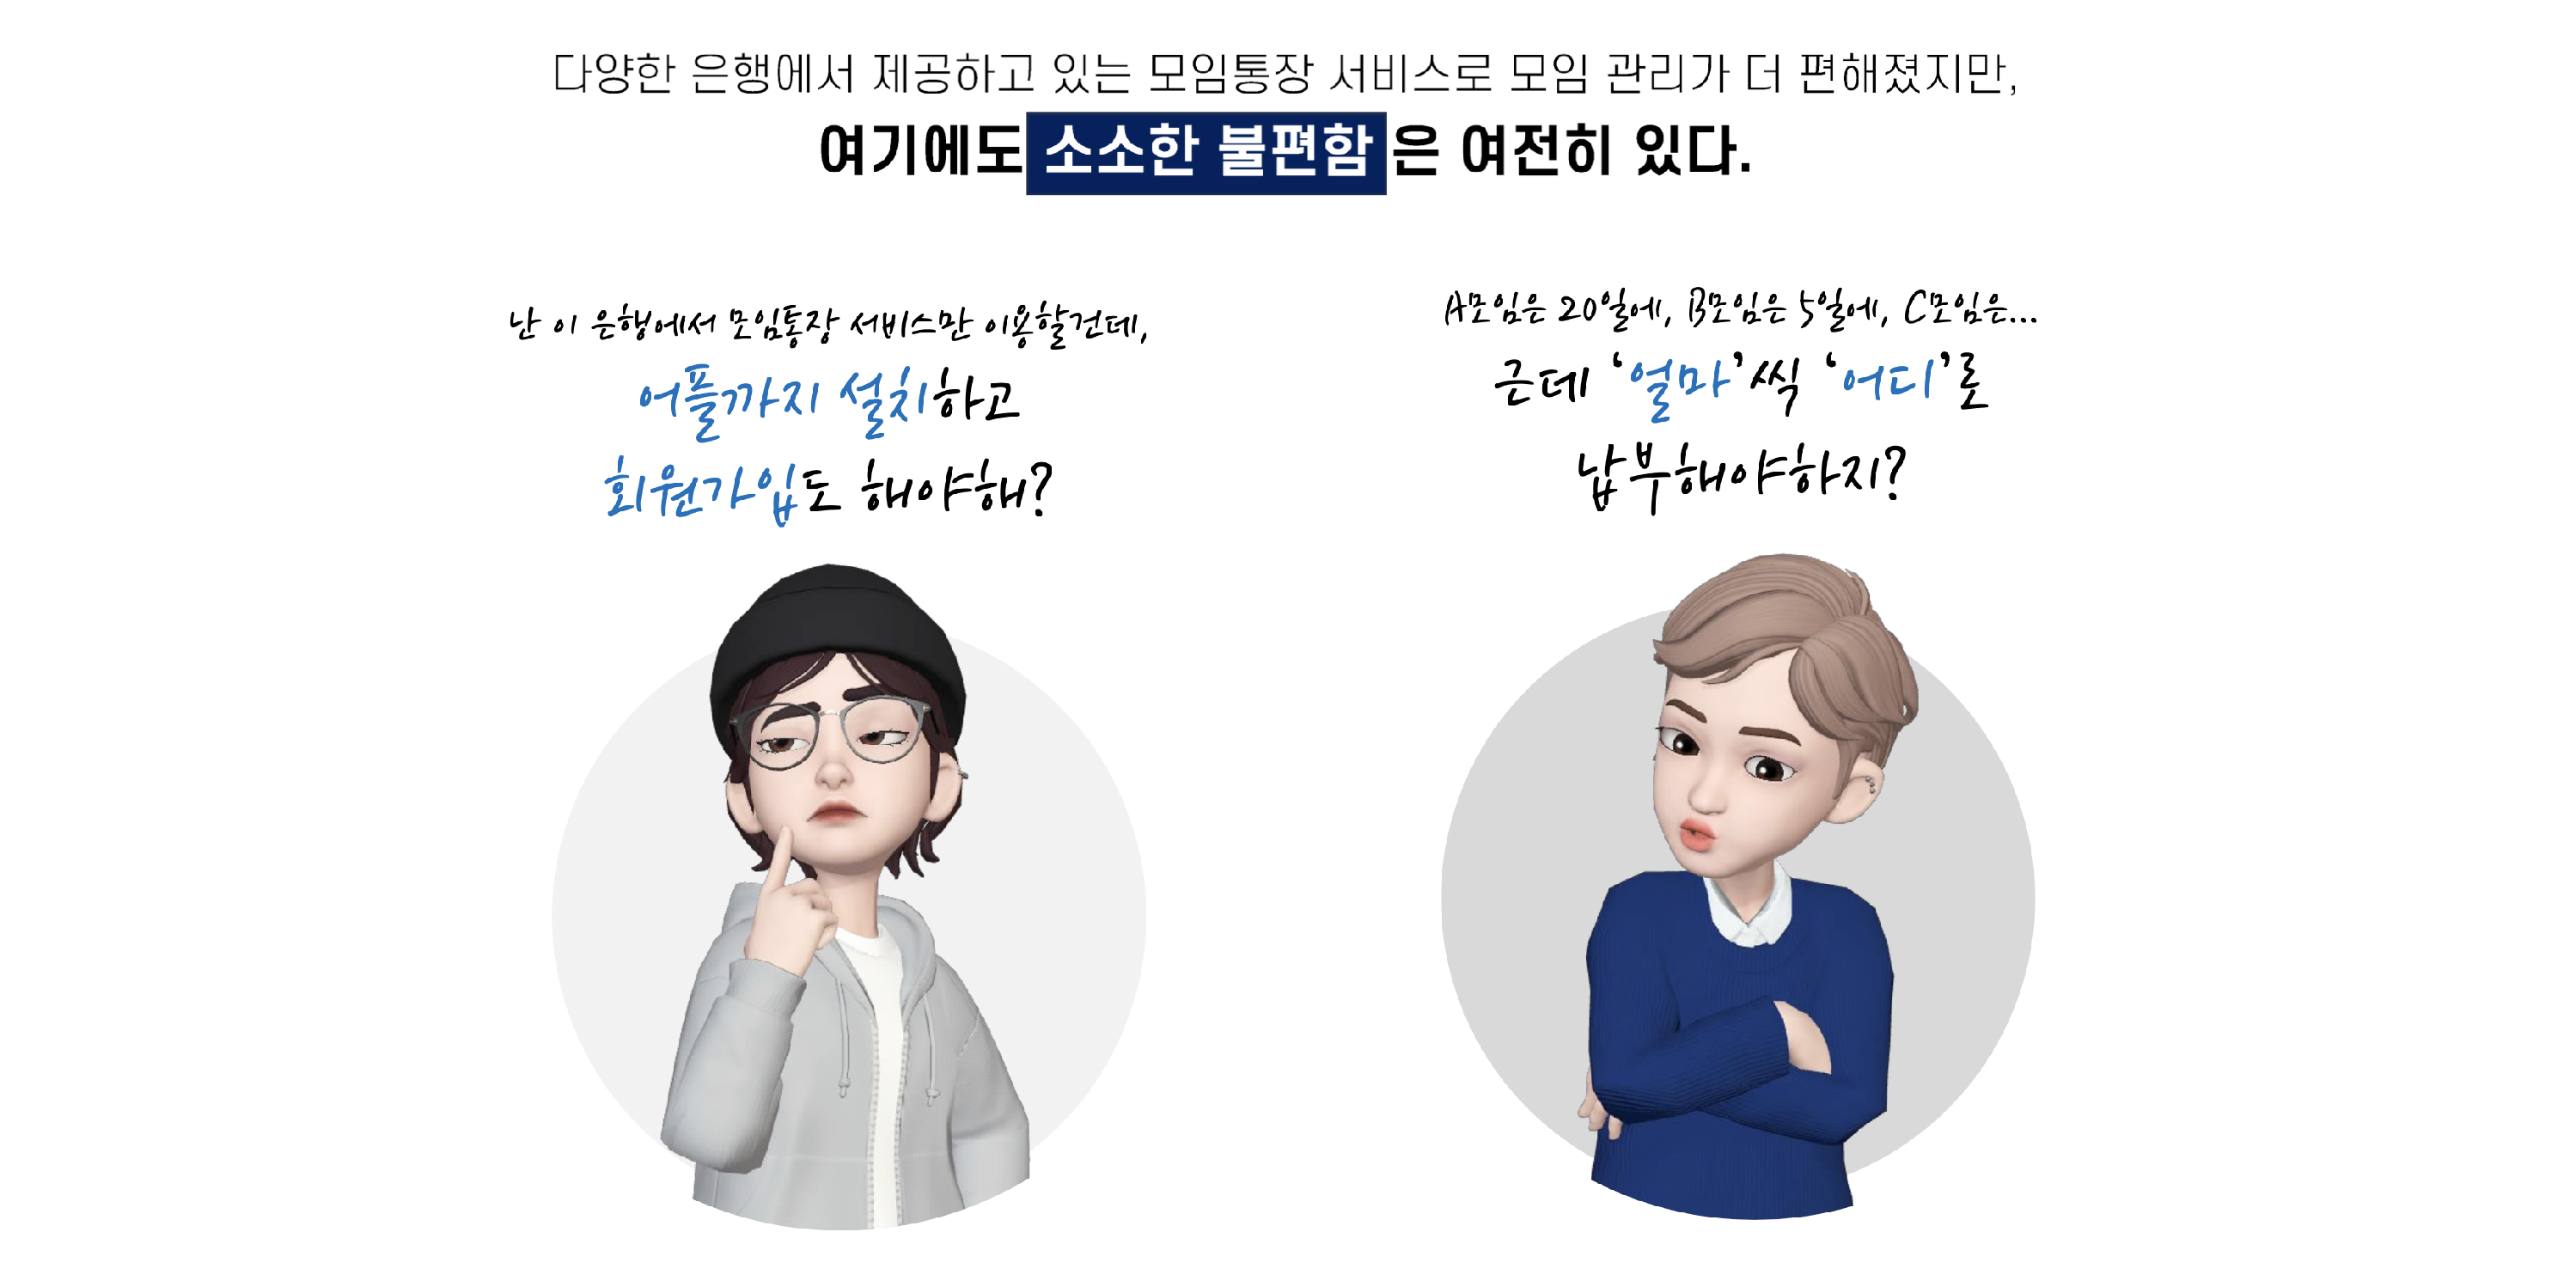 다양한 은행에서 제공하고 있는 모임통장 서비스로 모임 관리가 더 편해졌지만,
여기에도 소소한 불편함은 여전히 있다.
난 이 은행에서 모임통장 서비스만 이용할건데,
어플까지 설치하고
회원가입도 해야해?
A모임은 20일에, B모임은 5일에, C모임은...
근데 ‘얼마’씩 ‘어디’로
납부해야하지?